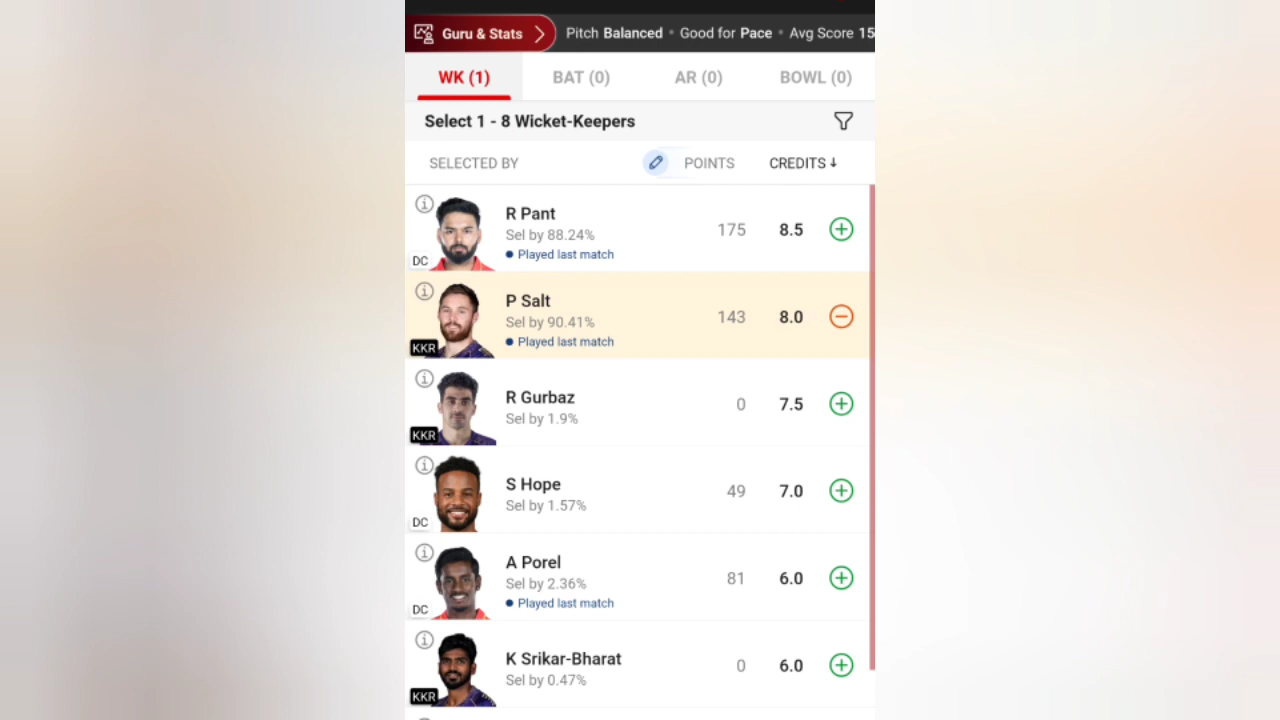 Guru & Stats
Pitch Balanced • Good for Pace • Avg Score 15
WK (1) BAT (0) AR (0) BOWL (0)
Select 1 - 8 Wicket-Keepers
SELECTED BY POINTS CREDITS↓
R Pant
Sel by 88.24%
Played last match
DC
175 8.5
P Salt
Sel by 90.41%
Played last match
KKR
143 8.0
R Gurbaz
Sel by 1.9%
KKR
0 7.5
S Hope
Sel by 1.57%
DC
49 7.0
A Porel
Sel by 2.36%
Played last match
DC
81 6.0
K Srikar-Bharat
Sel by 0.47%
KKR
0 6.0